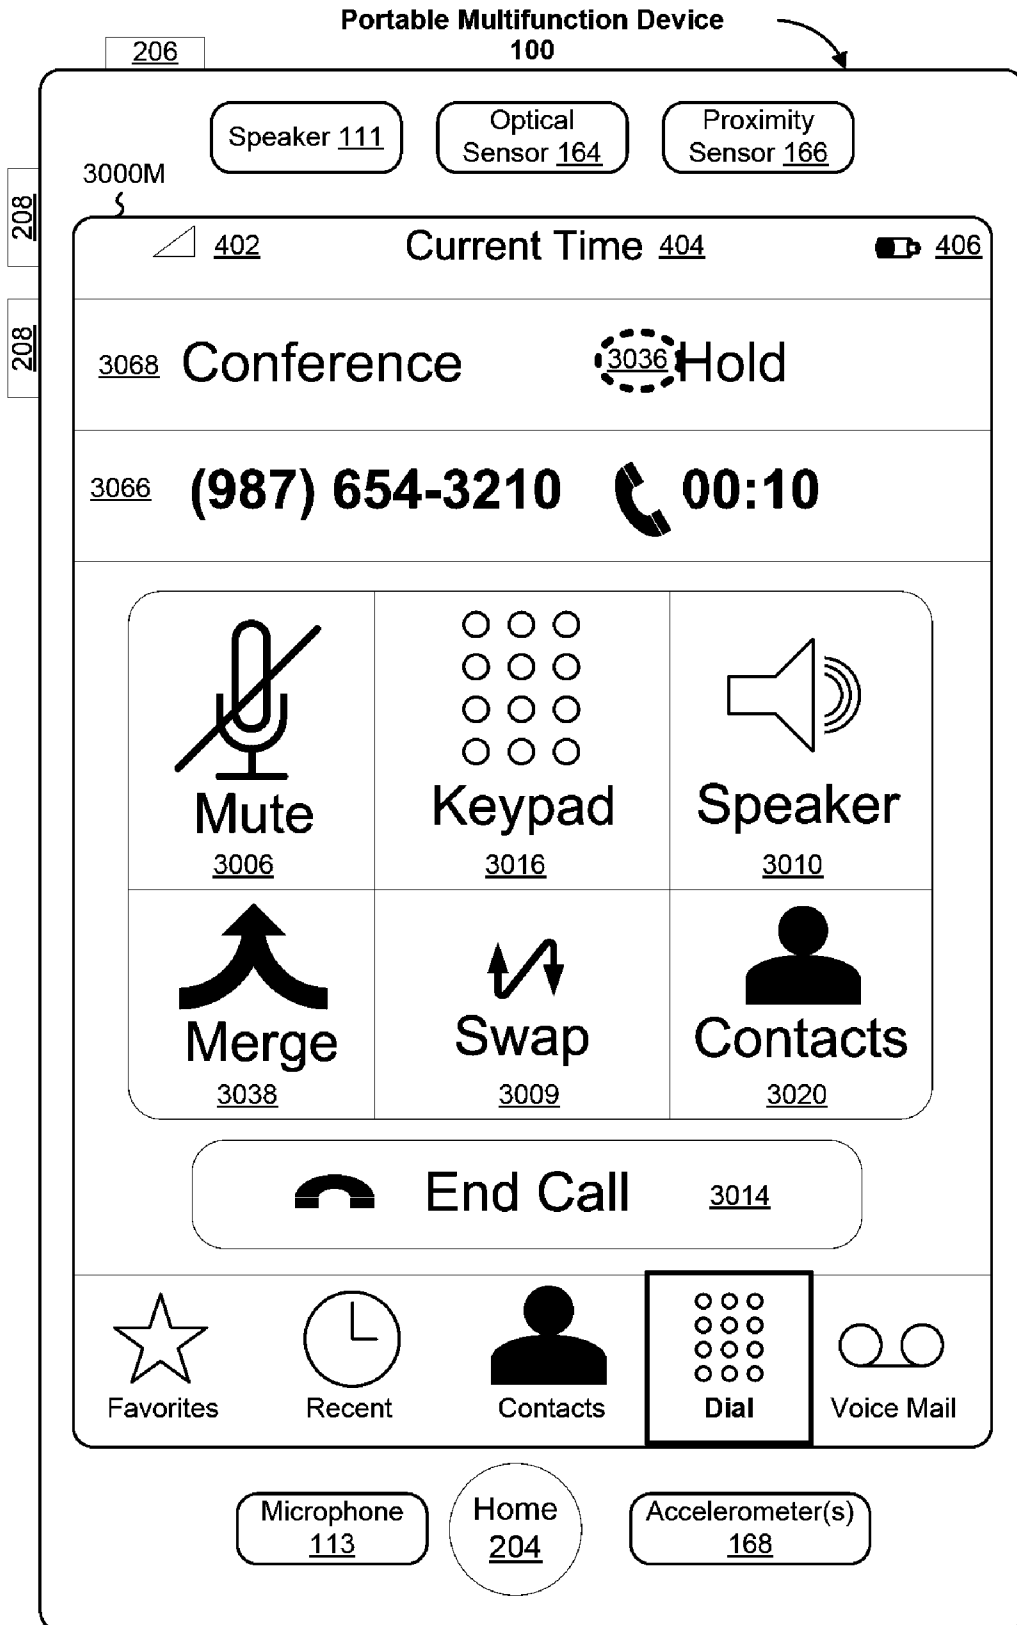 Portable Multifunction Device
100
206
Speaker 111
Optical
Sensor 164
Proximity
Sensor 166
3000M
208
208
402
Current Time 404
406
3068 Conference
3036 Hold
3066 (987) 654-3210 00:10
Mute
3006
Keypad
3016
Speaker
3010
Merge
3038
Swap
3009
Contacts
3020
End Call 3014
Favorites
Recent
Contacts
Dial
Voice Mail
Microphone
113
Home
204
Accelerometer(s)
168